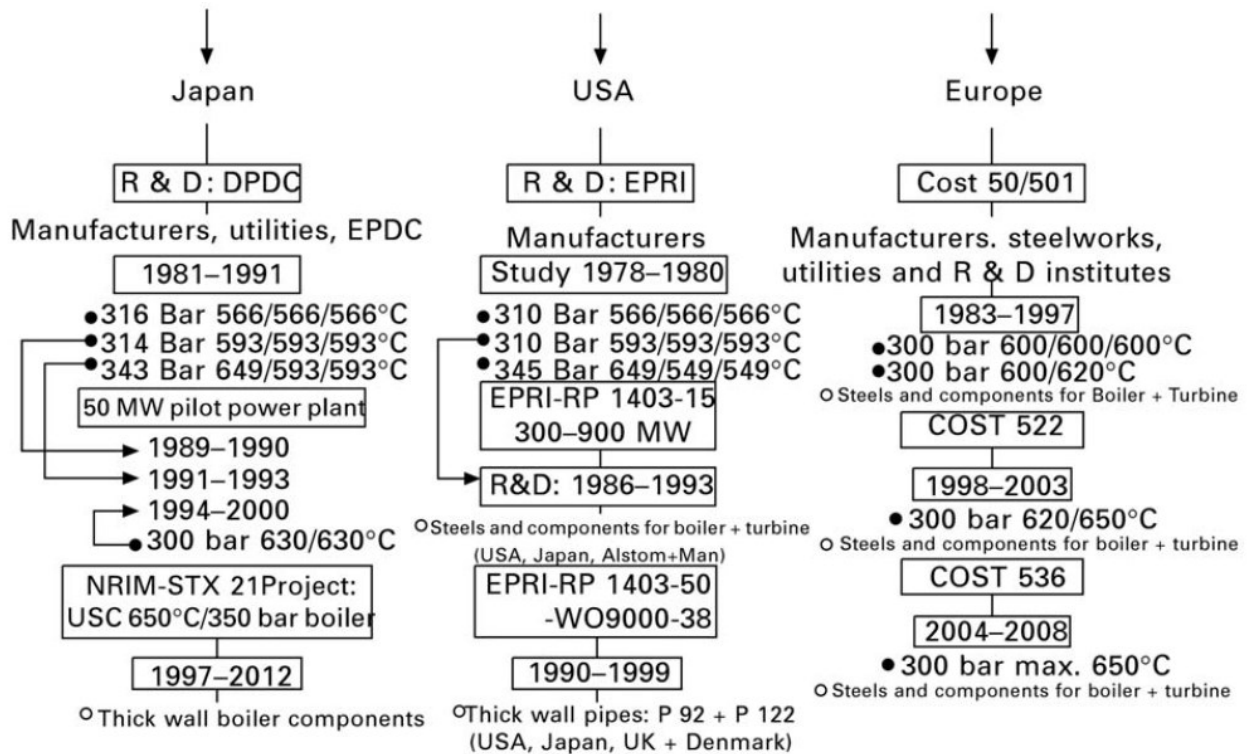 Japan
R & D: DPDC
Manufacturers, utilities, EPDC
1981–1991
●316 Bar 566/566/566°C
●314 Bar 593/593/593°C
●343 Bar 649/593/593°C
50 MW pilot power plant
1989–1990
1991–1993
1994–2000
●300 bar 630/630°C
NRIM-STX 21Project:
USC 650°C/350 bar boiler
1997–2012
○Thick wall boiler components
USA
R & D: EPRI
Manufacturers
Study 1978–1980
●310 Bar 566/566/566°C
●310 Bar 593/593/593°C
●345 Bar 649/549/549°C
EPRI-RP 1403-15
300–900 MW
R&D: 1986–1993
○Steels and components for boiler + turbine
(USA, Japan, Alstom+Man)
EPRI-RP 1403-50
-WO9000-38
1990–1999
○Thick wall pipes: P 92 + P 122
(USA, Japan, UK + Denmark)
Europe
Cost 50/501
Manufacturers. steelworks,
utilities and R & D institutes
1983–1997
●300 bar 600/600/600°C
●300 bar 600/620°C
○Steels and components for Boiler + Turbine
COST 522
1998–2003
●300 bar 620/650°C
○Steels and components for boiler + turbine
COST 536
2004–2008
●300 bar max. 650°C
○Steels and components for boiler + turbine